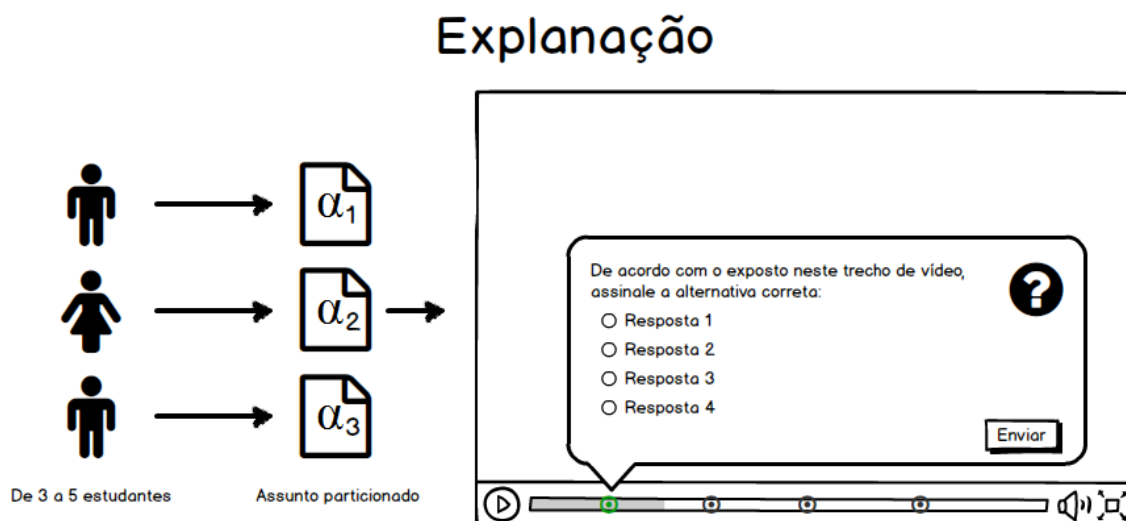 Explanação
α1
α2
α3
De 3 a 5 estudantes
Assunto particionado
De acordo com o exposto neste trecho de vídeo,
assinale a alternativa correta:
?
Resposta 1
Resposta 2
Resposta 3
Resposta 4
Enviar